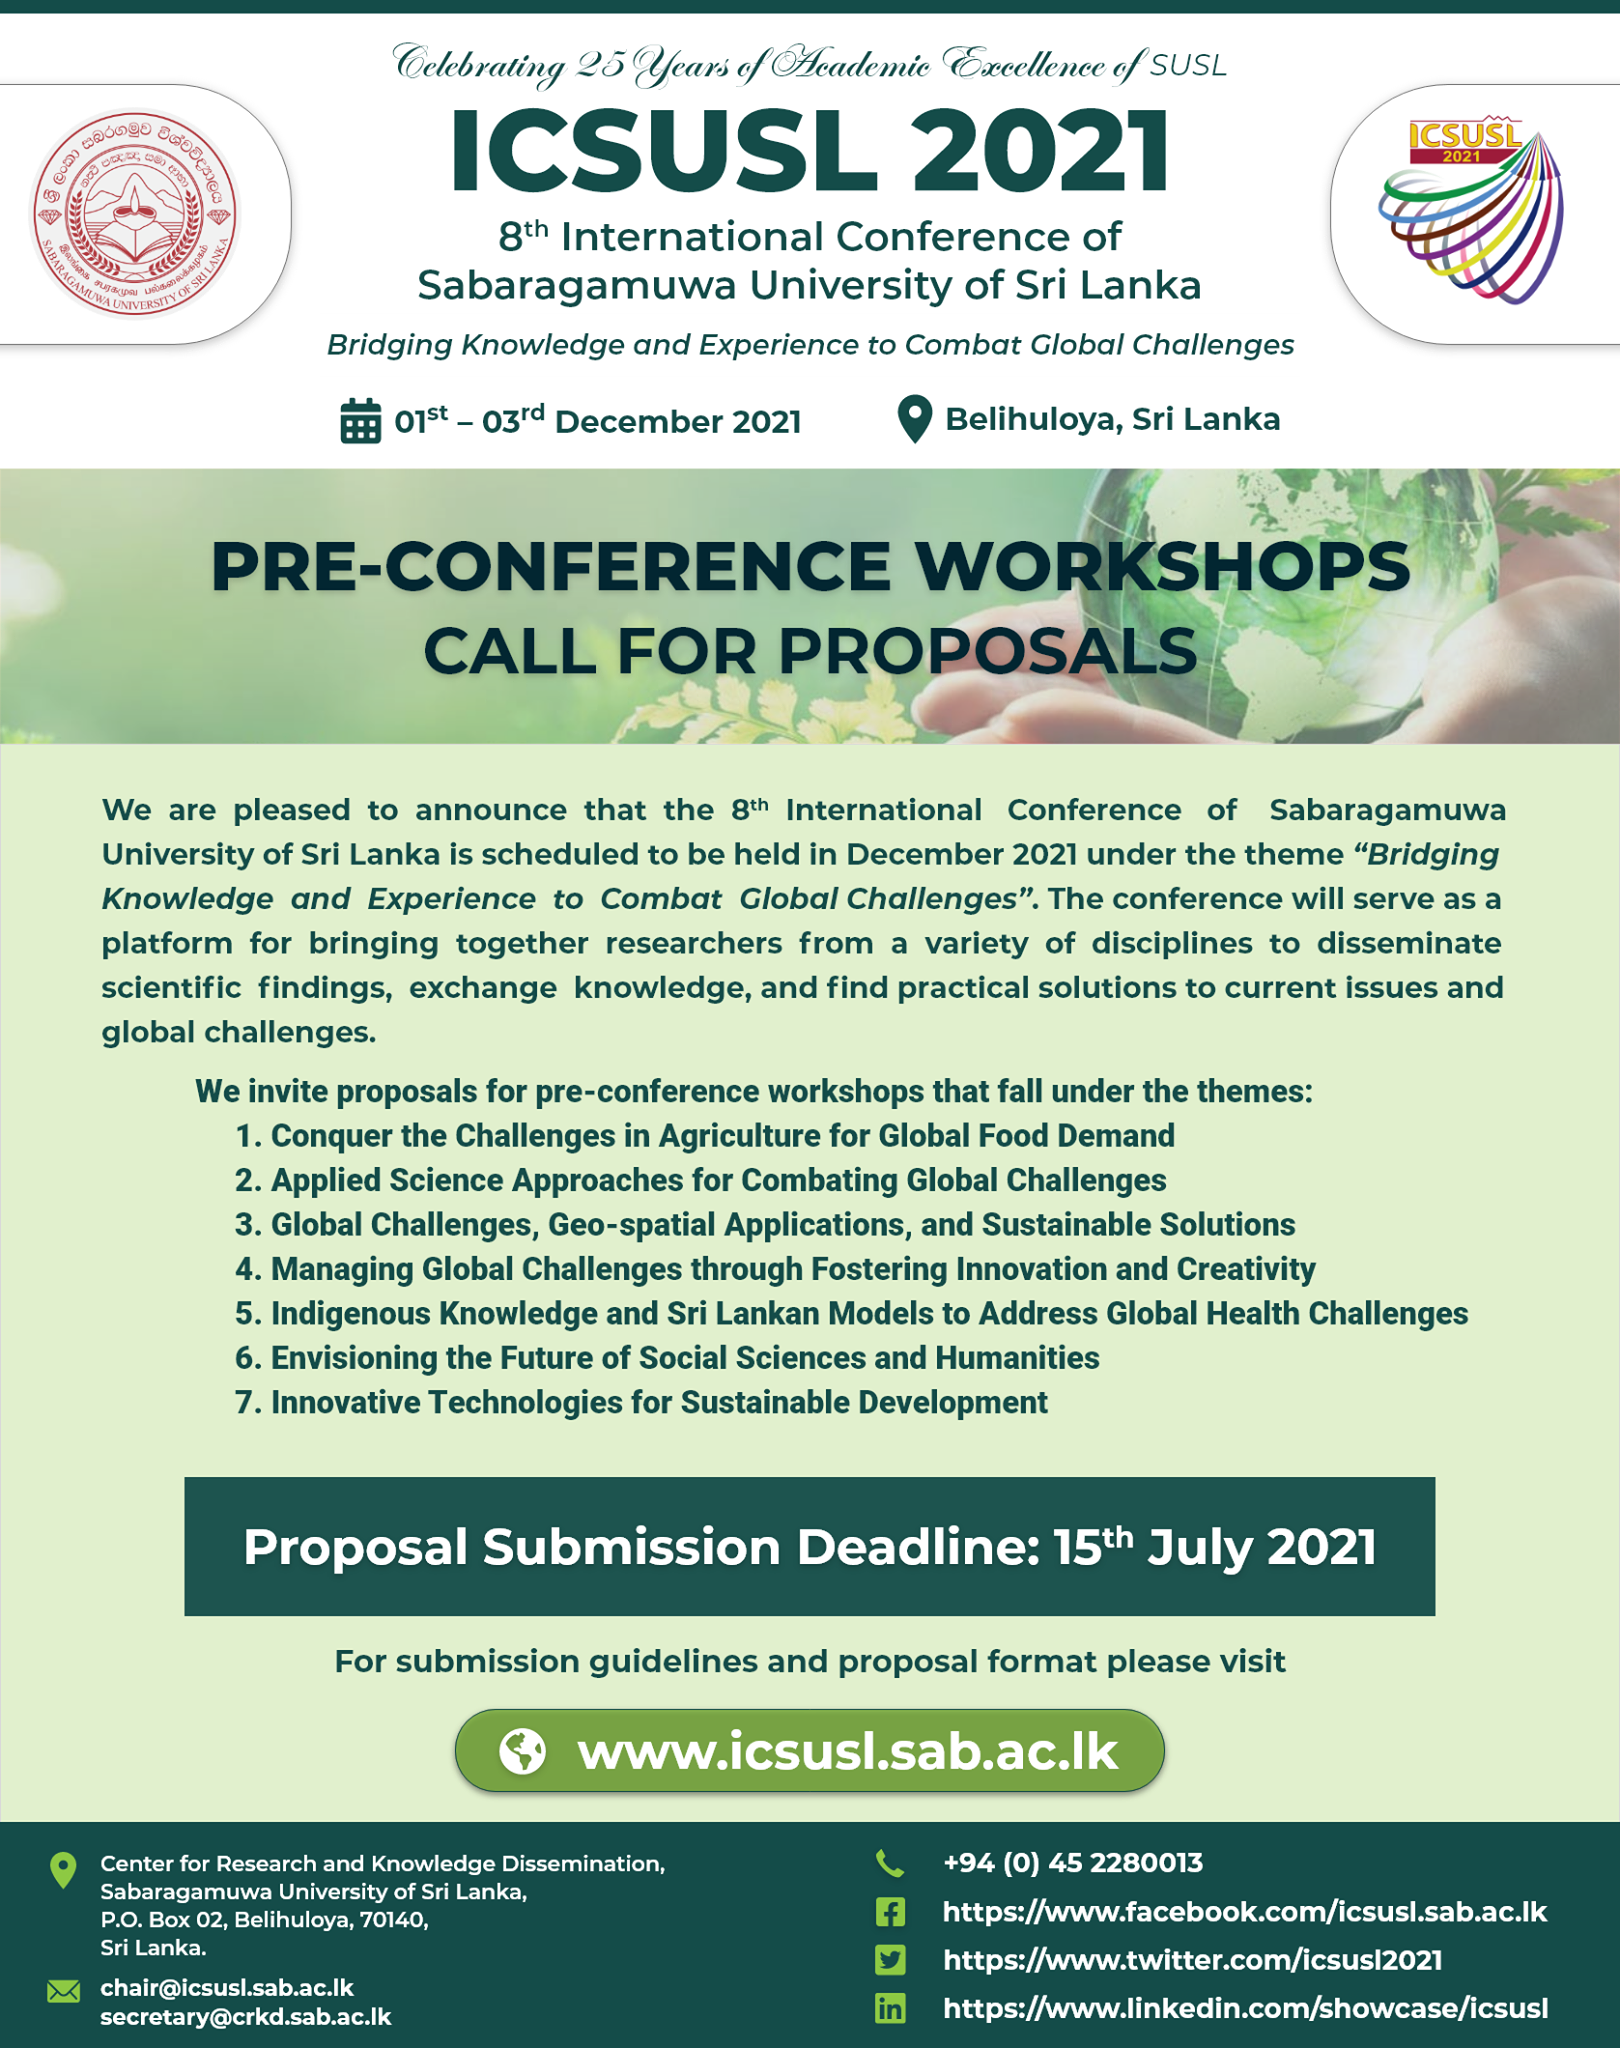 Celebrating 25 Years of Academic Excellence of SUSL
ICSUSL 2021
8th International Conference of
Sabaragamuwa University of Sri Lanka
Bridging Knowledge and Experience to Combat Global Challenges
01st – 03rd December 2021
Belihuloya, Sri Lanka
ශ්‍රී ලංකා සබරගමුව විශ්වවිද්‍යාලය
இலங்கை சபரகமுவ பல்கலைக்கழகம்
SABARAGAMUWA UNIVERSITY OF SRI LANKA
ICSUSL
2021
PRE-CONFERENCE WORKSHOPS
CALL FOR PROPOSALS
We are pleased to announce that the 8th International Conference of Sabaragamuwa
University of Sri Lanka is scheduled to be held in December 2021 under the theme “Bridging
Knowledge and Experience to Combat Global Challenges”. The conference will serve as a
platform for bringing together researchers from a variety of disciplines to disseminate
scientific findings, exchange knowledge, and find practical solutions to current issues and
global challenges.
We invite proposals for pre-conference workshops that fall under the themes:
1. Conquer the Challenges in Agriculture for Global Food Demand
2. Applied Science Approaches for Combating Global Challenges
3. Global Challenges, Geo-spatial Applications, and Sustainable Solutions
4. Managing Global Challenges through Fostering Innovation and Creativity
5. Indigenous Knowledge and Sri Lankan Models to Address Global Health Challenges
6. Envisioning the Future of Social Sciences and Humanities
7. Innovative Technologies for Sustainable Development
Proposal Submission Deadline: 15th July 2021
For submission guidelines and proposal format please visit
www.icsusl.sab.ac.lk
Center for Research and Knowledge Dissemination,
Sabaragamuwa University of Sri Lanka,
P.O. Box 02, Belihuloya, 70140,
Sri Lanka.
chair@icsusl.sab.ac.lk
secretary@crkd.sab.ac.lk
+94 (0) 45 2280013
https://www.facebook.com/icsusl.sab.ac.lk
https://www.twitter.com/icsusl2021
https://www.linkedin.com/showcase/icsusl